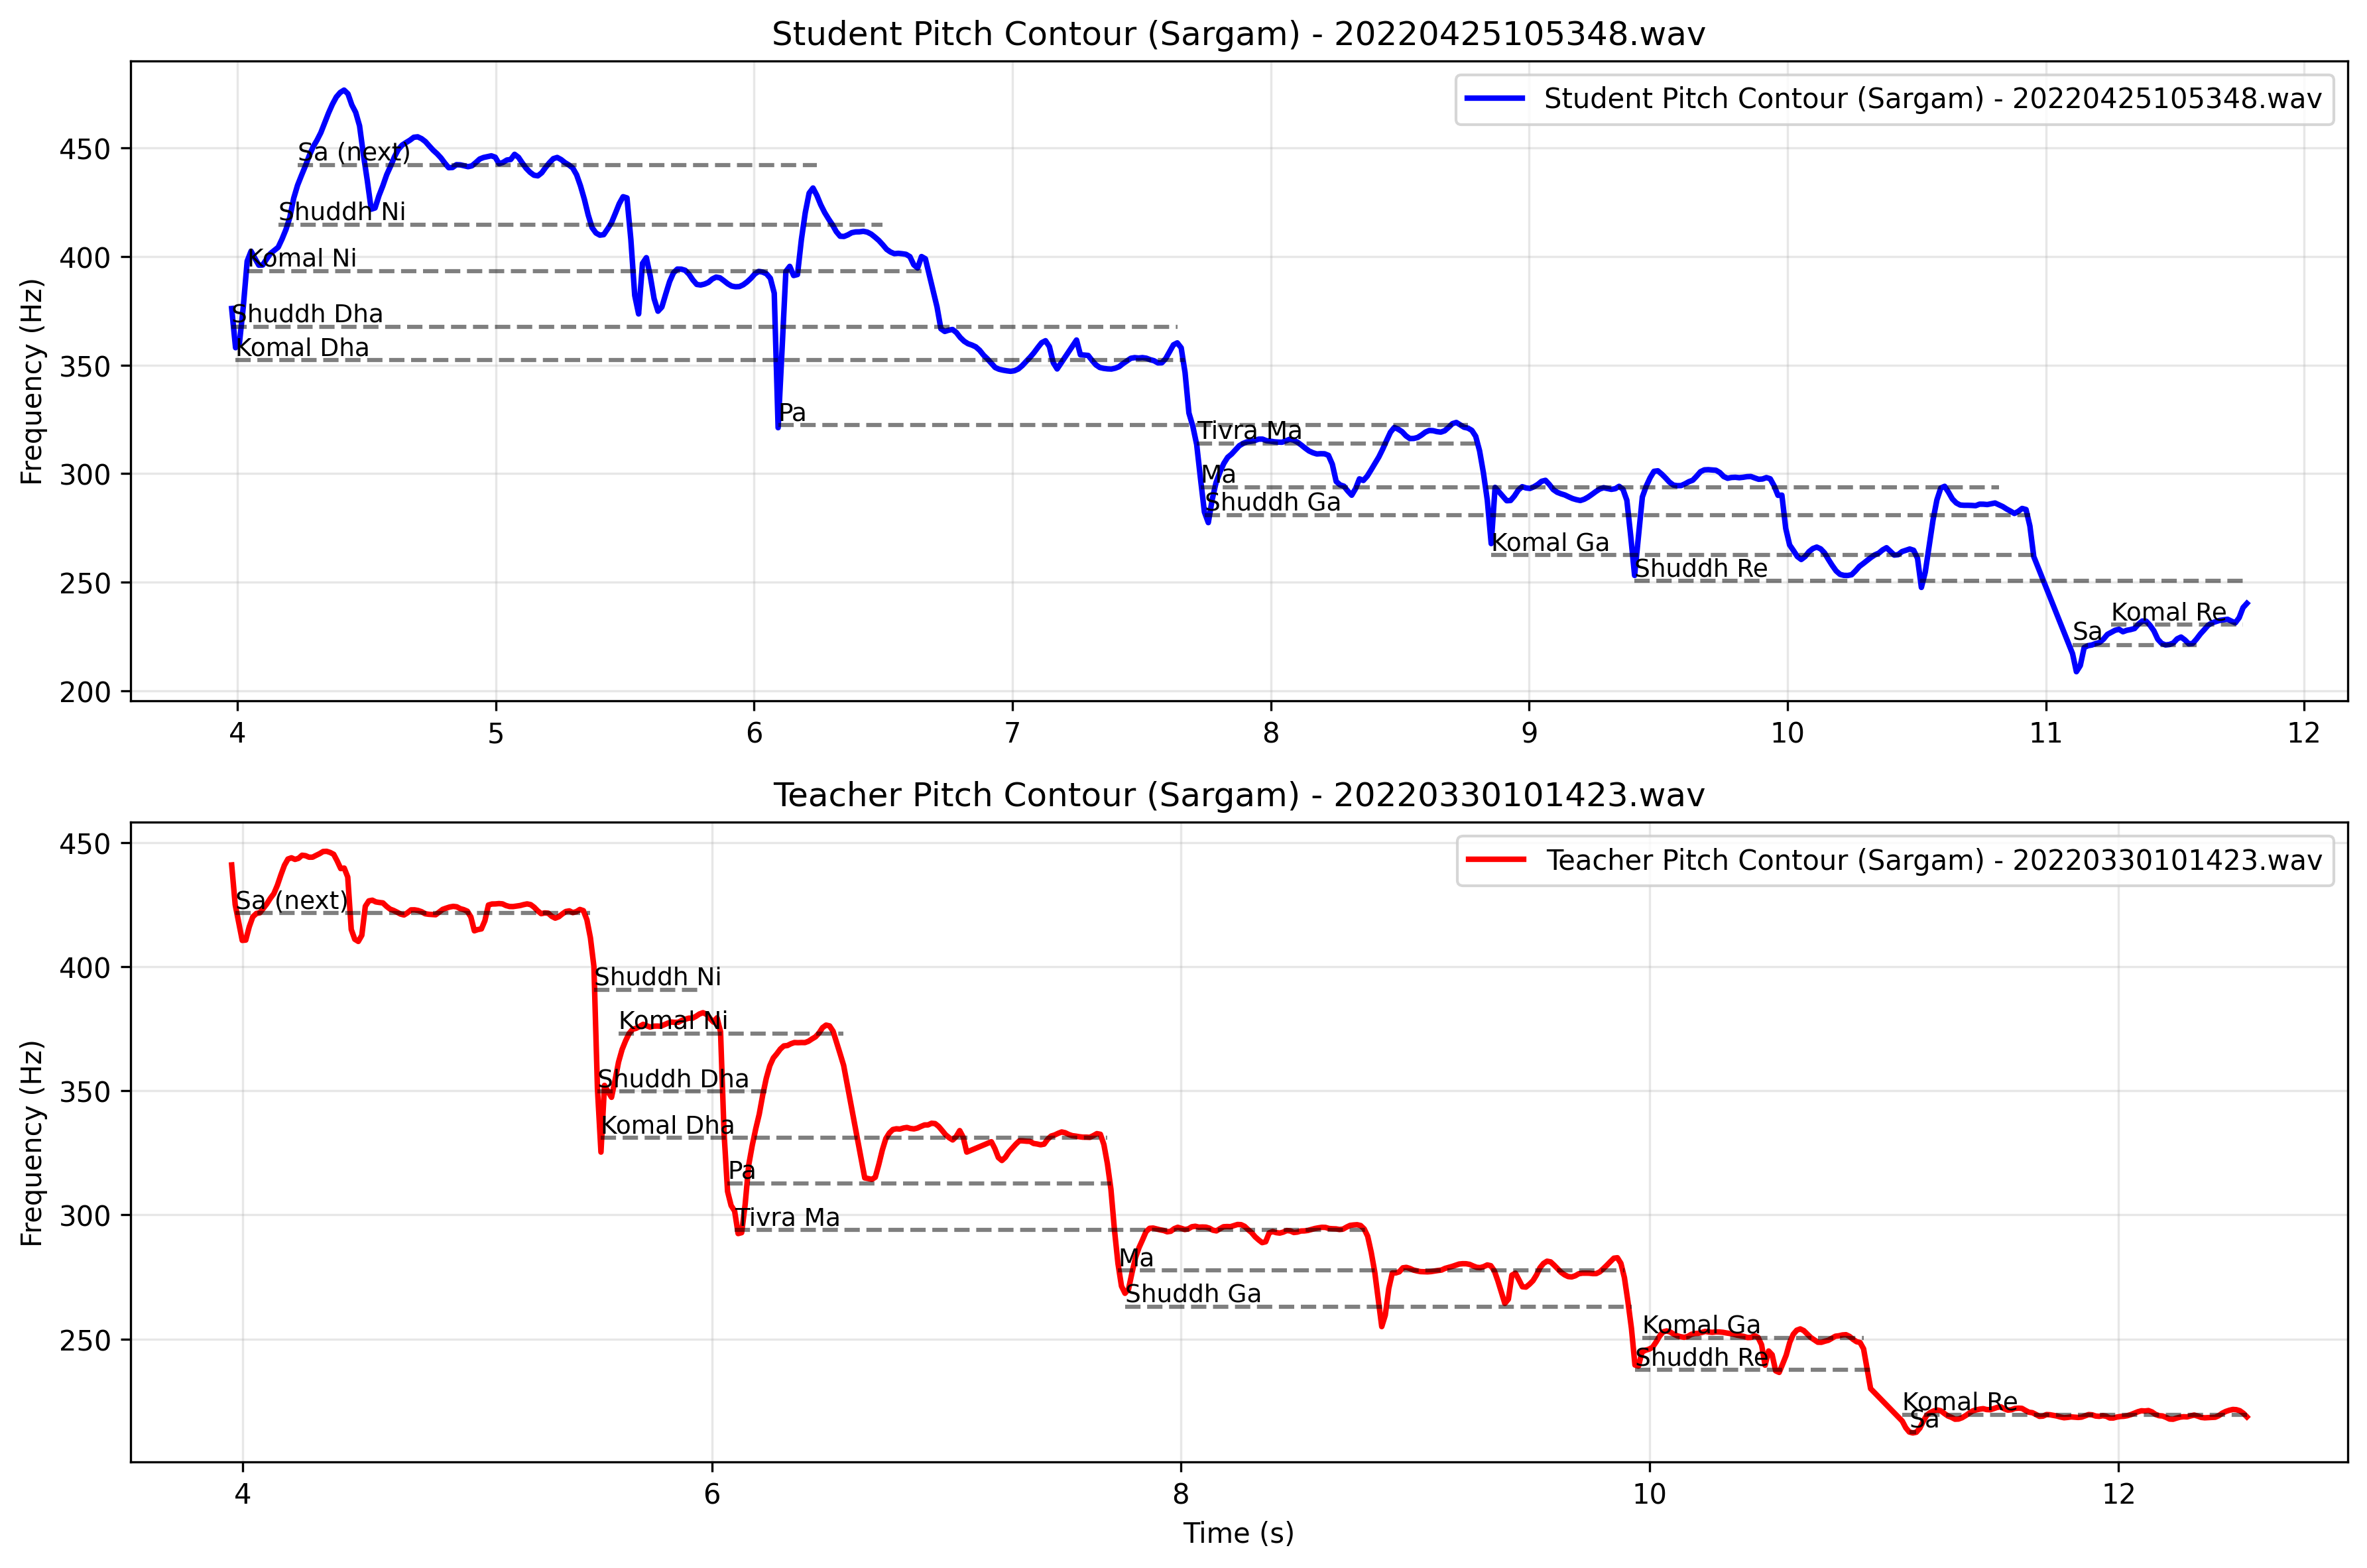 Student Pitch Contour (Sargam) - 20220425105348.wav
Student Pitch Contour (Sargam) - 20220425105348.wav
Frequency (Hz)
450
400
350
300
250
200
Sa (next)
Shuddh Ni
Komal Ni
Shuddh Dha
Komal Dha
Pa
Tivra Ma
Ma
Shuddh Ga
Komal Ga
Shuddh Re
Komal Re
Sa
4 5 6 7 8 9 10 11 12
Teacher Pitch Contour (Sargam) - 20220330101423.wav
Teacher Pitch Contour (Sargam) - 20220330101423.wav
Frequency (Hz)
450
400
350
300
250
Sa (next)
Shuddh Ni
Komal Ni
Shuddh Dha
Komal Dha
Pa
Tivra Ma
Ma
Shuddh Ga
Komal Ga
Shuddh Re
Komal Re
Sa
4 6 8 10 12
Time (s)